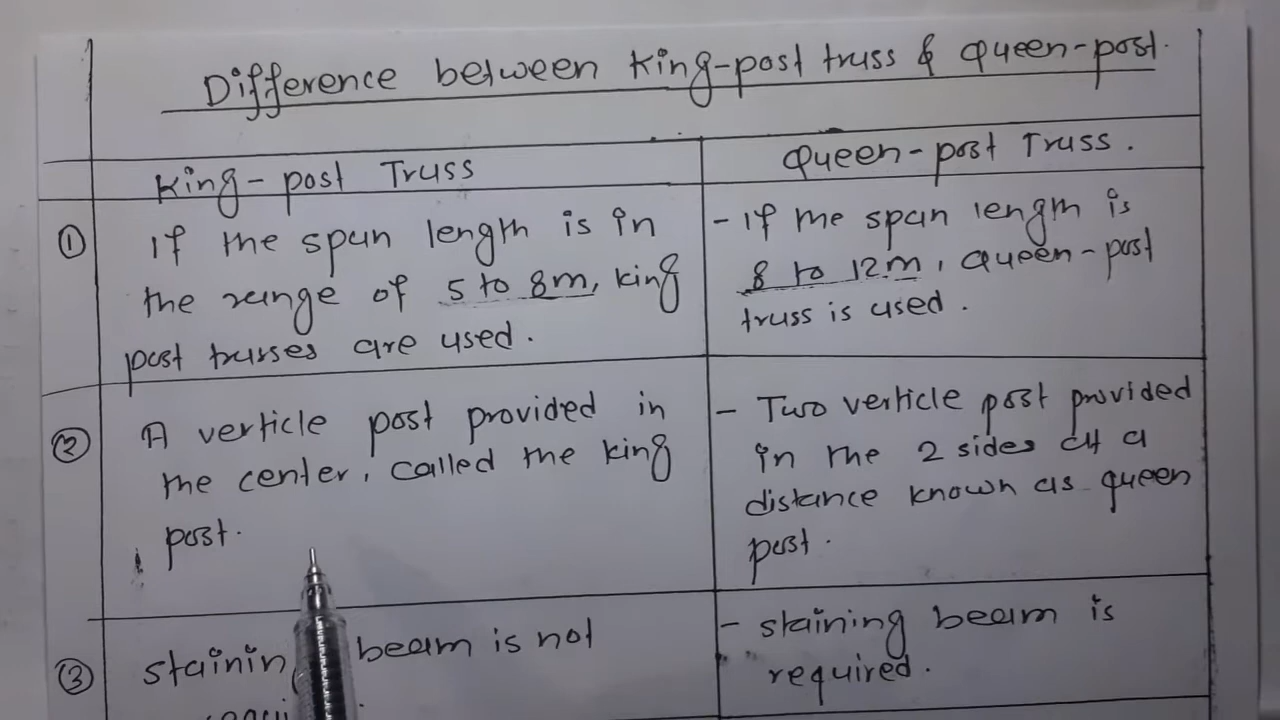 Difference between King-post truss & Queen-post.
King-post Truss
Queen-post Truss.
① If the span length is in
the range of 5 to 8m, King
post trusses are used.
- If the span length is
8 to 12m, Queen-post
truss is used.
② A verticle post provided in
the center, called the king
post.
- Two verticle post provided
in the 2 sides at a
distance known as queen
post.
③ beam is not
- staining beam is
required.